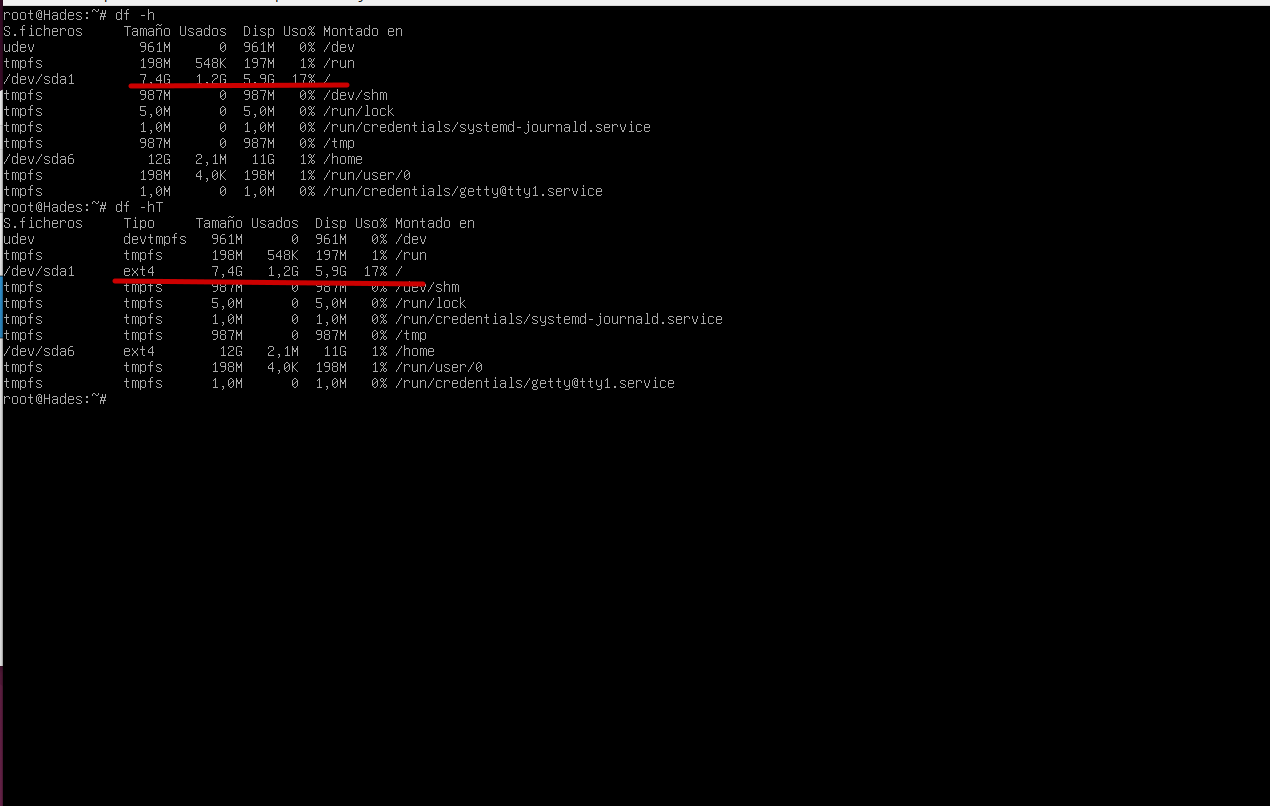 root@Hades:~# df -h
S.ficheros     Tamaño Usados  Disp Uso% Montado en
udev             961M      0  961M   0% /dev
tmpfs            198M   548K  197M   1% /run
/dev/sda1        7,4G   1,2G  5,9G  17% /
tmpfs            987M      0  987M   0% /dev/shm
tmpfs            5,0M      0  5,0M   0% /run/lock
tmpfs            1,0M      0  1,0M   0% /run/credentials/systemd-journald.service
tmpfs            987M      0  987M   0% /tmp
/dev/sda6         12G   2,1M   11G   1% /home
tmpfs            198M   4,0K  198M   1% /run/user/0
tmpfs            1,0M      0  1,0M   0% /run/credentials/getty@tty1.service
root@Hades:~# df -hT
S.ficheros     Tipo     Tamaño Usados  Disp Uso% Montado en
udev           devtmpfs   961M      0  961M   0% /dev
tmpfs          tmpfs      198M   548K  197M   1% /run
/dev/sda1      ext4       7,4G   1,2G  5,9G  17% /
tmpfs          tmpfs      987M      0  987M   0% /dev/shm
tmpfs          tmpfs      5,0M      0  5,0M   0% /run/lock
tmpfs          tmpfs      1,0M      0  1,0M   0% /run/credentials/systemd-journald.service
tmpfs          tmpfs      987M      0  987M   0% /tmp
/dev/sda6      ext4        12G   2,1M   11G   1% /home
tmpfs          tmpfs      198M   4,0K  198M   1% /run/user/0
tmpfs          tmpfs      1,0M      0  1,0M   0% /run/credentials/getty@tty1.service
root@Hades:~#